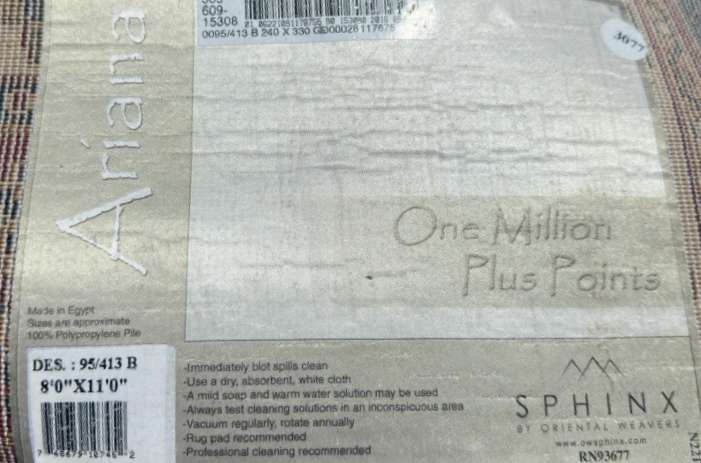 609-
15308
0095/413 B 240 X 330
3077
Ariana
One Million
Plus Points
Made in Egypt
Sizes are approximate
100% Polypropylene Pile
DES. : 95/413 B
8'0"X11'0"
-Immediately blot spills clean
-Use a dry, absorbent, white cloth
-A mild soap and warm water solution may be used
-Always test cleaning solutions in an inconspicuous area
-Vacuum regularly, rotate annually
-Rug pad recommended
-Professional cleaning recommended
SPHINX
BY ORIENTAL WEAVERS
www.owsphinx.com
RN93677
N221